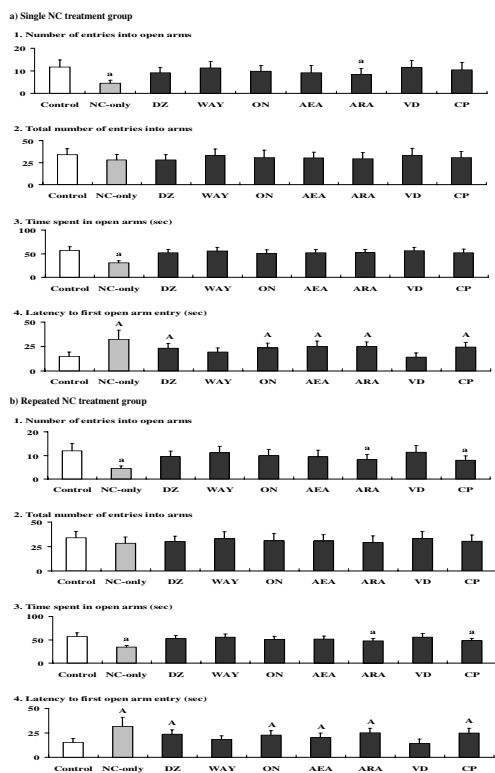 a) Single NC treatment group
1. Number of entries into open arms
20
a
a
10
0
Control NC-only DZ WAY ON AEA ARA VD CP
2. Total number of entries into arms
50
25
0
Control NC-only DZ WAY ON AEA ARA VD CP
3. Time spent in open arms (sec)
100
a
50
0
Control NC-only DZ WAY ON AEA ARA VD CP
4. Latency to first open arm entry (sec)
50
A A A A A A
25
0
Control NC-only DZ WAY ON AEA ARA VD CP
b) Repeated NC treatment group
1. Number of entries into open arms
20
a a a
10
0
Control NC-only DZ WAY ON AEA ARA VD CP
2. Total number of entries into arms
50
25
0
Control NC-only DZ WAY ON AEA ARA VD CP
3. Time spent in open arms (sec)
100
a a a
50
0
Control NC-only DZ WAY ON AEA ARA VD CP
4. Latency to first open arm entry (sec)
50
A A A A A A
25
0
Control NC-only DZ WAY ON AEA ARA VD CP